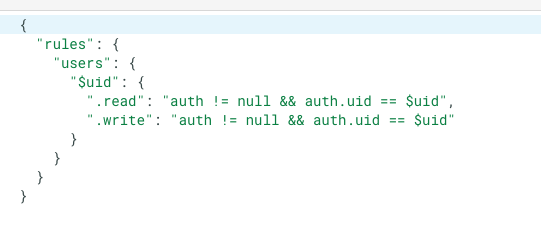 {
  "rules": {
    "users": {
      "$uid": {
        ".read": "auth != null && auth.uid == $uid",
        ".write": "auth != null && auth.uid == $uid"
      }
    }
  }
}